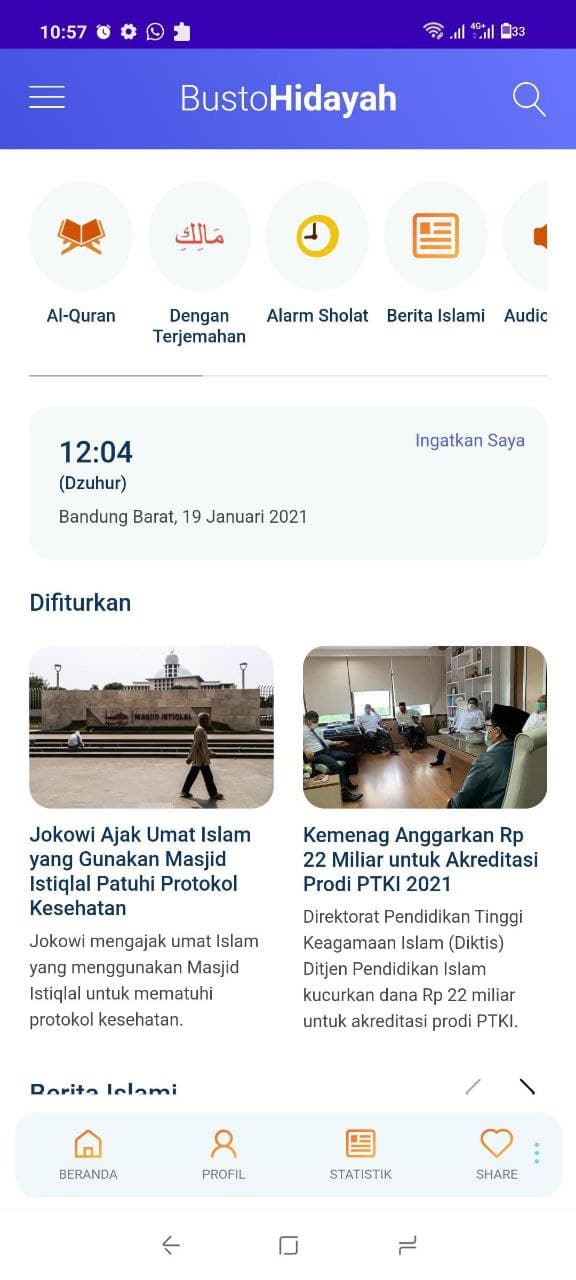 10:57
4G+
33
BustoHidayah
مَالِكِ
Al-Quran
Dengan
Terjemahan
Alarm Sholat
Berita Islami
Audio
12:04
(Dzuhur)
Ingatkan Saya
Bandung Barat, 19 Januari 2021
Difiturkan
MASJID ISTIQLAL
Jokowi Ajak Umat Islam
yang Gunakan Masjid
Istiqlal Patuhi Protokol
Kesehatan
Jokowi mengajak umat Islam
yang menggunakan Masjid
Istiqlal untuk mematuhi
protokol kesehatan.
Kemenag Anggarkan Rp
22 Miliar untuk Akreditasi
Prodi PTKI 2021
Direktorat Pendidikan Tinggi
Keagamaan Islam (Diktis)
Ditjen Pendidikan Islam
kucurkan dana Rp 22 miliar
untuk akreditasi prodi PTKI.
Berita Islami
BERANDA
PROFIL
STATISTIK
SHARE